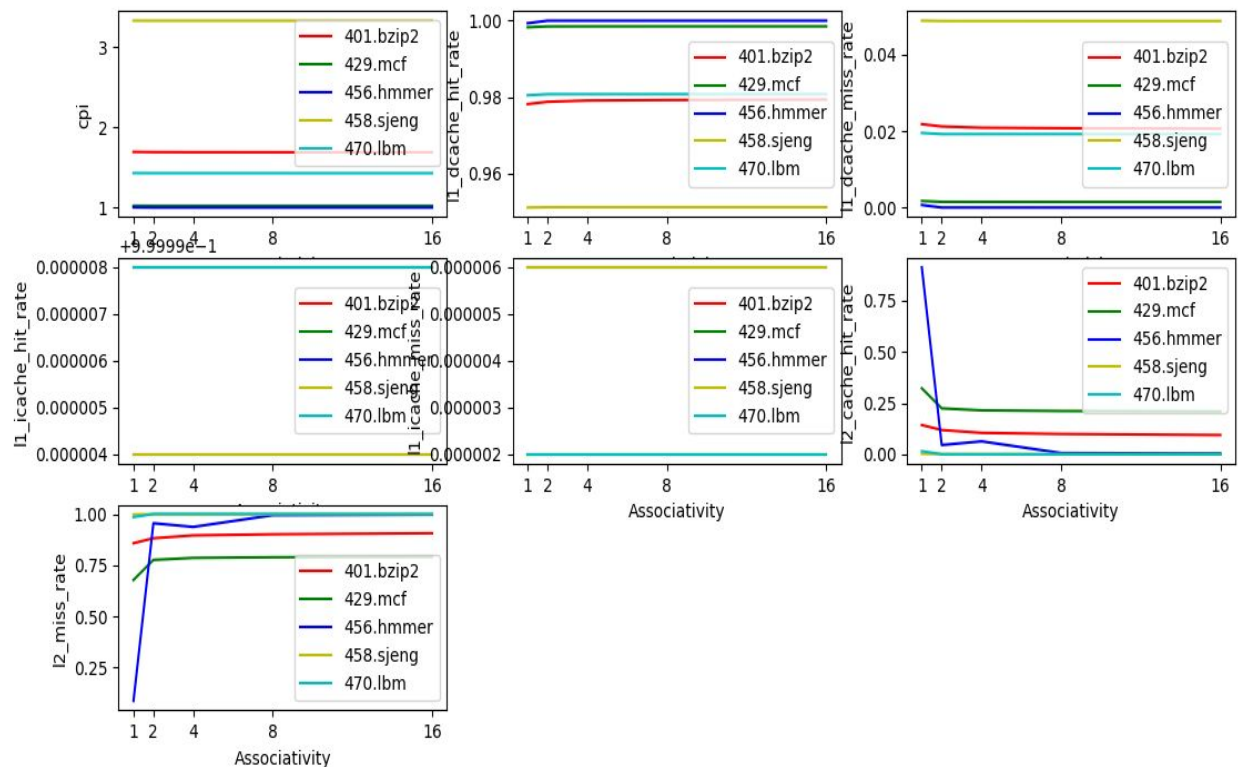 cpi
3
2
1
401.bzip2
429.mcf
456.hmmer
458.sjeng
470.lbm
1 2 4 8 16
l1_dcache_hit_rate
1.00
0.98
0.96
401.bzip2
429.mcf
456.hmmer
458.sjeng
470.lbm
1 2 4 8 16
l1_dcache_miss_rate
0.04
0.02
0.00
401.bzip2
429.mcf
456.hmmer
458.sjeng
470.lbm
1 2 4 8 16
+9.9999e−1
l1_icache_hit_rate
0.000008
0.000007
0.000006
0.000005
0.000004
401.bzip2
429.mcf
456.hmmer
458.sjeng
470.lbm
1 2 4 8 16
l1_icache_miss_rate
0.000006
0.000005
0.000004
0.000003
0.000002
401.bzip2
429.mcf
456.hmmer
458.sjeng
470.lbm
1 2 4 8 16
Associativity
l2_cache_hit_rate
0.75
0.50
0.25
0.00
401.bzip2
429.mcf
456.hmmer
458.sjeng
470.lbm
1 2 4 8 16
Associativity
l2_miss_rate
1.00
0.75
0.50
0.25
401.bzip2
429.mcf
456.hmmer
458.sjeng
470.lbm
1 2 4 8 16
Associativity